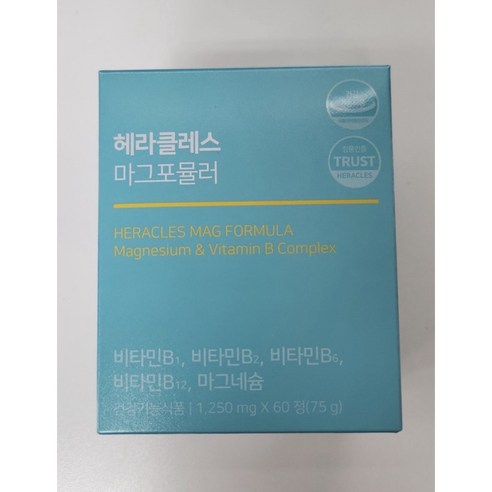 헤라클레스
마그포뮬러
TRUST
HERACLES
HERACLES MAG FORMULA
Magnesium & Vitamin B Complex
비타민B1, 비타민B2, 비타민B6,
비타민B12, 마그네슘
건강기능식품 | 1,250 mg X 60 정(75 g)